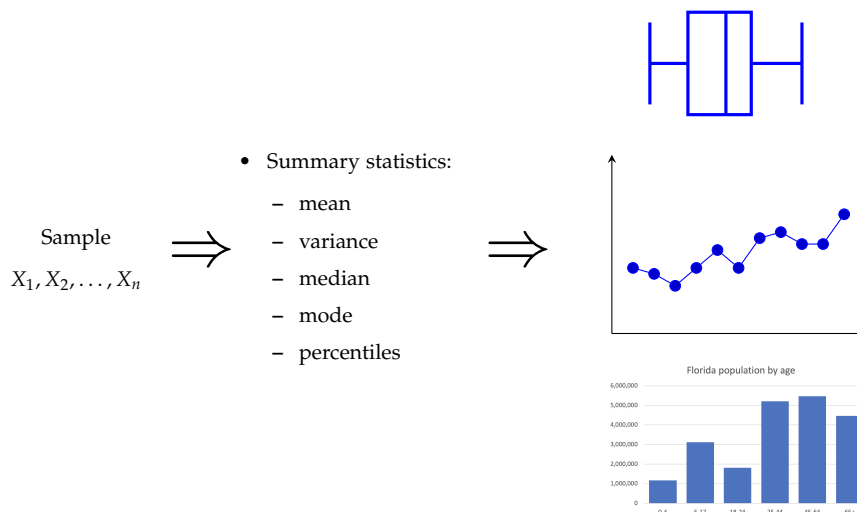 Sample
X₁, X₂, . . . , Xₙ
• Summary statistics:
– mean
– variance
– median
– mode
– percentiles
Florida population by age
6,000,000
5,000,000
4,000,000
3,000,000
2,000,000
1,000,000
0